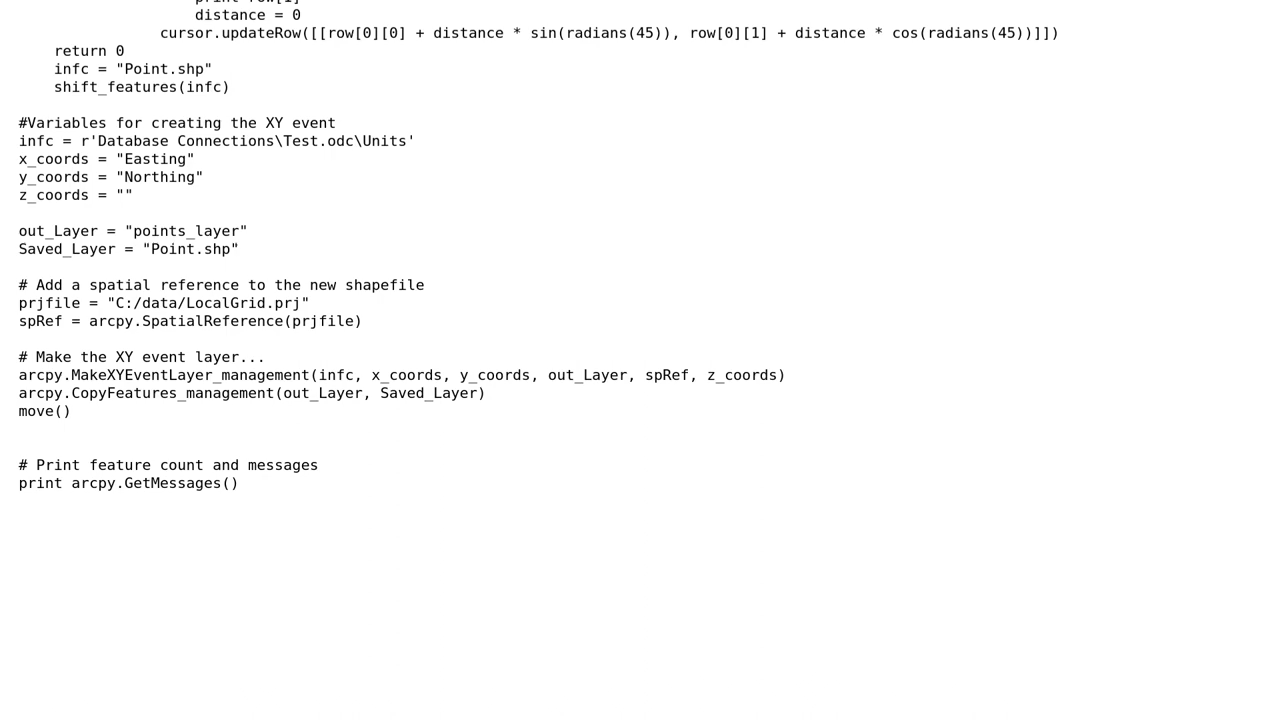 print row[1]
distance = 0
cursor.updateRow([[row[0][0] + distance * sin(radians(45)), row[0][1] + distance * cos(radians(45))]])
return 0
infc = "Point.shp"
shift_features(infc)
#Variables for creating the XY event
infc = r'Database Connections\Test.odc\Units'
x_coords = "Easting"
y_coords = "Northing"
z_coords = ""
out_Layer = "points_layer"
Saved_Layer = "Point.shp"
# Add a spatial reference to the new shapefile
prjfile = "C:/data/LocalGrid.prj"
spRef = arcpy.SpatialReference(prjfile)
# Make the XY event layer...
arcpy.MakeXYEventLayer_management(infc, x_coords, y_coords, out_Layer, spRef, z_coords)
arcpy.CopyFeatures_management(out_Layer, Saved_Layer)
move()
# Print feature count and messages
print arcpy.GetMessages()